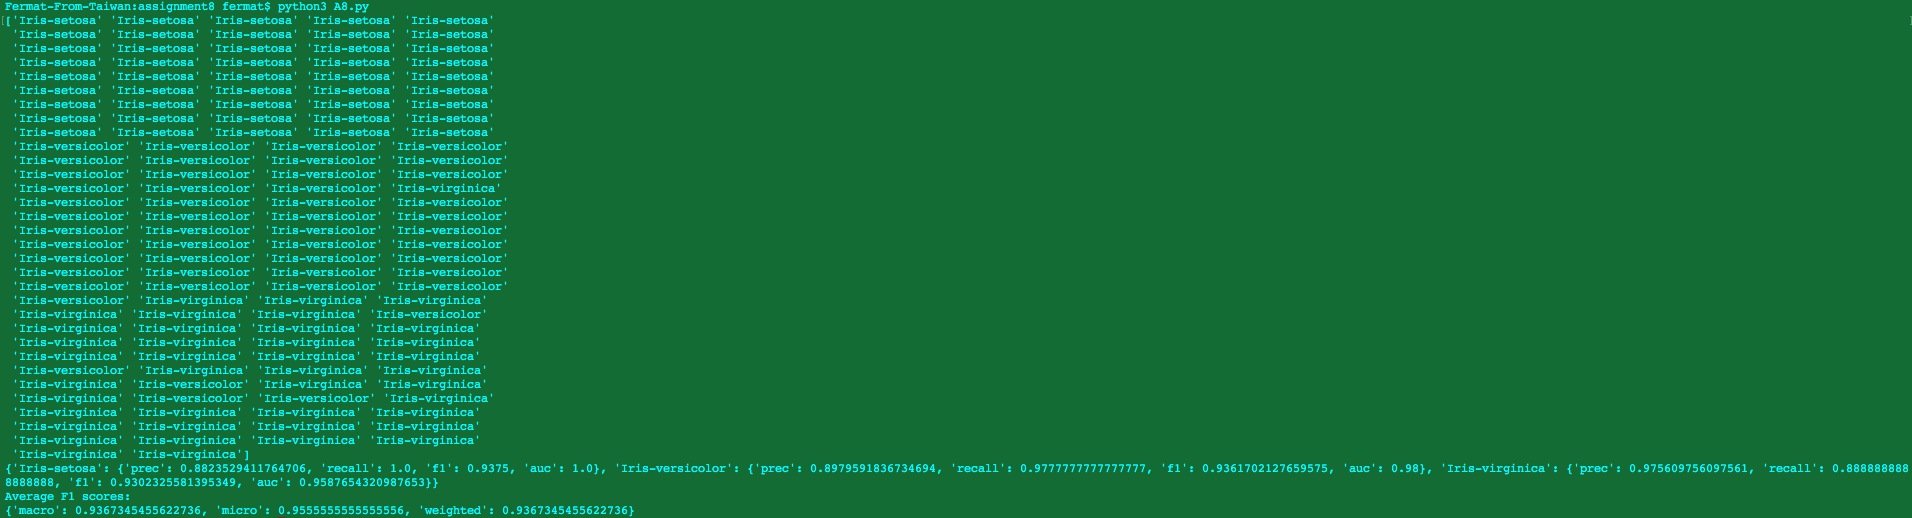 Fermat-From-Taiwan:assignment8 fermat$ python3 A8.py
[['Iris-setosa' 'Iris-setosa' 'Iris-setosa' 'Iris-setosa' 'Iris-setosa' ]
'Iris-setosa' 'Iris-setosa' 'Iris-setosa' 'Iris-setosa' 'Iris-setosa'
'Iris-setosa' 'Iris-setosa' 'Iris-setosa' 'Iris-setosa' 'Iris-setosa'
'Iris-setosa' 'Iris-setosa' 'Iris-setosa' 'Iris-setosa' 'Iris-setosa'
'Iris-setosa' 'Iris-setosa' 'Iris-setosa' 'Iris-setosa' 'Iris-setosa'
'Iris-setosa' 'Iris-setosa' 'Iris-setosa' 'Iris-setosa' 'Iris-setosa'
'Iris-setosa' 'Iris-setosa' 'Iris-setosa' 'Iris-setosa' 'Iris-setosa'
'Iris-setosa' 'Iris-setosa' 'Iris-setosa' 'Iris-setosa' 'Iris-setosa'
'Iris-setosa' 'Iris-setosa' 'Iris-setosa' 'Iris-setosa' 'Iris-setosa'
'Iris-versicolor' 'Iris-versicolor' 'Iris-versicolor' 'Iris-versicolor'
'Iris-versicolor' 'Iris-versicolor' 'Iris-versicolor' 'Iris-versicolor'
'Iris-versicolor' 'Iris-versicolor' 'Iris-versicolor' 'Iris-versicolor'
'Iris-versicolor' 'Iris-versicolor' 'Iris-versicolor' 'Iris-virginica'
'Iris-versicolor' 'Iris-versicolor' 'Iris-versicolor' 'Iris-versicolor'
'Iris-versicolor' 'Iris-versicolor' 'Iris-versicolor' 'Iris-versicolor'
'Iris-versicolor' 'Iris-versicolor' 'Iris-versicolor' 'Iris-versicolor'
'Iris-versicolor' 'Iris-versicolor' 'Iris-versicolor' 'Iris-versicolor'
'Iris-versicolor' 'Iris-versicolor' 'Iris-versicolor' 'Iris-versicolor'
'Iris-versicolor' 'Iris-versicolor' 'Iris-versicolor' 'Iris-versicolor'
'Iris-versicolor' 'Iris-versicolor' 'Iris-versicolor' 'Iris-versicolor'
'Iris-versicolor' 'Iris-virginica' 'Iris-virginica' 'Iris-virginica'
'Iris-virginica' 'Iris-virginica' 'Iris-virginica' 'Iris-versicolor'
'Iris-virginica' 'Iris-virginica' 'Iris-virginica' 'Iris-virginica'
'Iris-virginica' 'Iris-virginica' 'Iris-virginica' 'Iris-virginica'
'Iris-virginica' 'Iris-virginica' 'Iris-virginica' 'Iris-virginica'
'Iris-versicolor' 'Iris-virginica' 'Iris-virginica' 'Iris-virginica'
'Iris-virginica' 'Iris-versicolor' 'Iris-virginica' 'Iris-virginica'
'Iris-virginica' 'Iris-versicolor' 'Iris-versicolor' 'Iris-virginica'
'Iris-virginica' 'Iris-virginica' 'Iris-virginica' 'Iris-virginica'
'Iris-virginica' 'Iris-virginica' 'Iris-virginica' 'Iris-virginica'
'Iris-virginica' 'Iris-virginica' 'Iris-virginica' 'Iris-virginica'
'Iris-virginica' 'Iris-virginica']
{'Iris-setosa': {'prec': 0.8823529411764706, 'recall': 1.0, 'f1': 0.9375, 'auc': 1.0}, 'Iris-versicolor': {'prec': 0.8979591836734694, 'recall': 0.9777777777777777, 'f1': 0.9361702127659575, 'auc': 0.98}, 'Iris-virginica': {'prec': 0.975609756097561, 'recall': 0.888888888
8888888, 'f1': 0.9302325581395349, 'auc': 0.9587654320987653}}
Average F1 scores:
{'macro': 0.9367345455622736, 'micro': 0.9555555555555556, 'weighted': 0.9367345455622736}